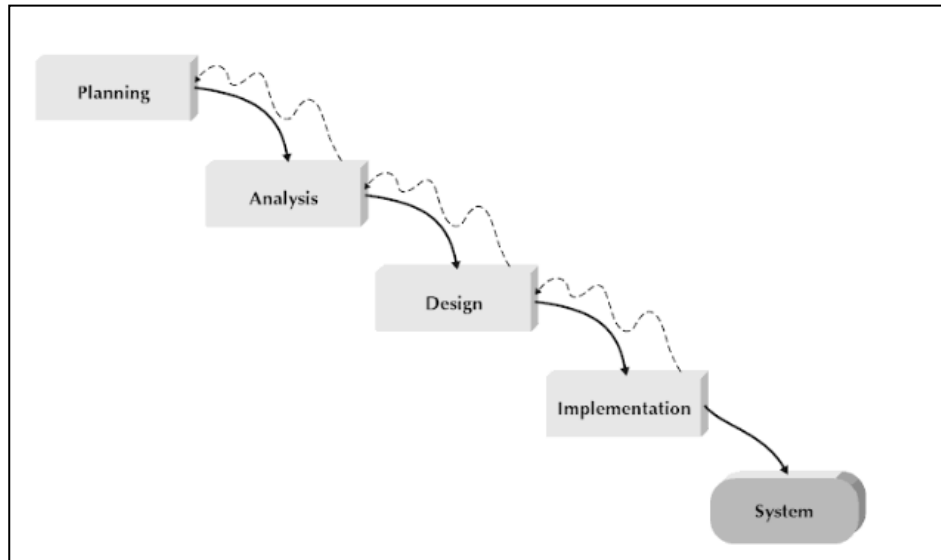 Planning
Analysis
Design
Implementation
System